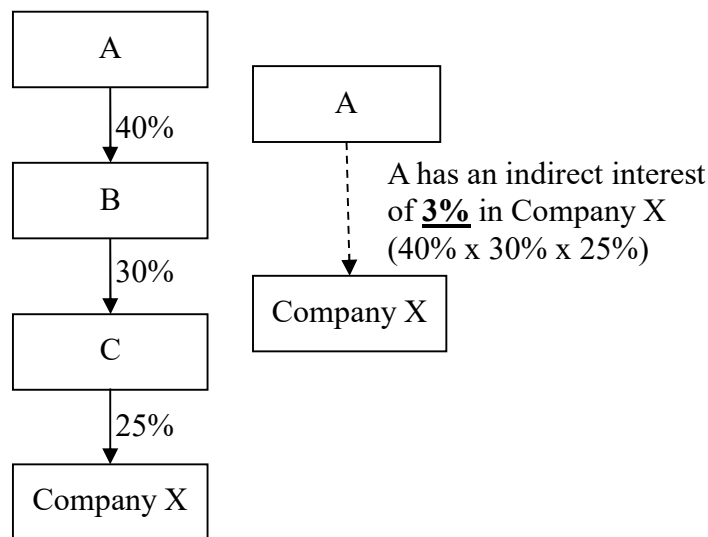 A
40%
B
30%
C
25%
Company X
A
A has an indirect interest
of 3% in Company X
(40% x 30% x 25%)
Company X